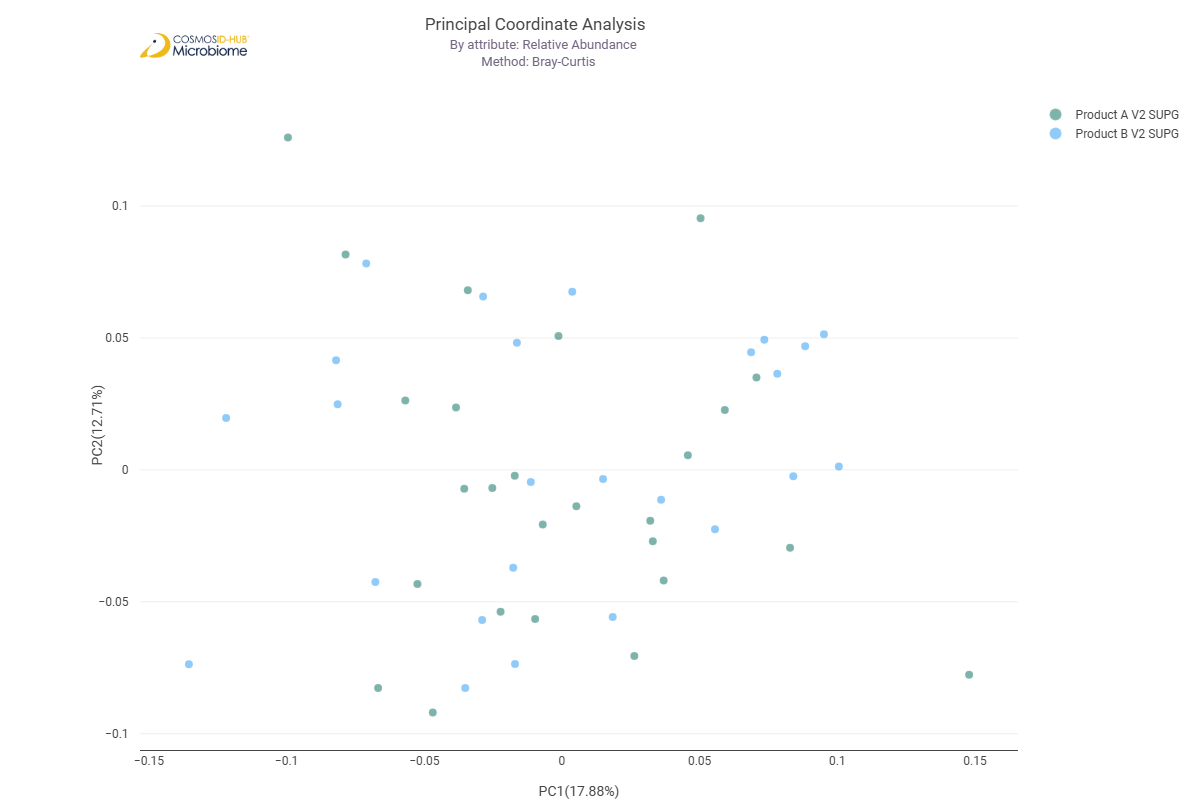 Principal Coordinate Analysis
By attribute: Relative Abundance
Method: Bray-Curtis
COSMOSID-HUB
Microbiome
Product A V2 SUPG
Product B V2 SUPG
0.1
0.05
0
−0.05
−0.1
PC2(12.71%)
−0.15
−0.1
−0.05
0
0.05
0.1
0.15
PC1(17.88%)